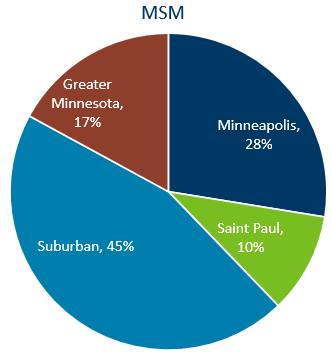 MSM
Greater
Minnesota,
17%
Minneapolis,
28%
Saint Paul,
10%
Suburban, 45%